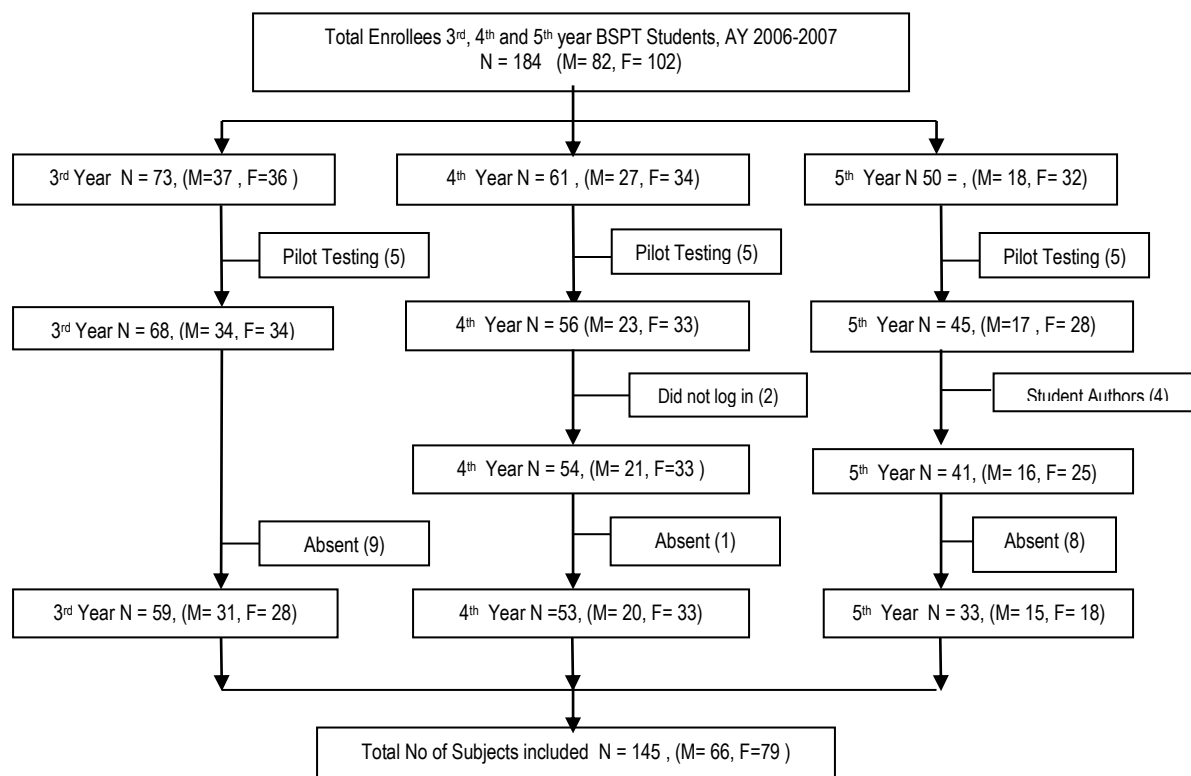 Total Enrollees 3rd, 4th and 5th year BSPT Students, AY 2006-2007
N = 184 (M= 82, F= 102)
3rd Year N = 73, (M=37 , F=36 )
4th Year N = 61 , (M= 27, F= 34)
5th Year N 50 = , (M= 18, F= 32)
Pilot Testing (5)
Pilot Testing (5)
Pilot Testing (5)
3rd Year N = 68, (M= 34, F= 34)
4th Year N = 56 (M= 23, F= 33)
5th Year N = 45, (M=17 , F= 28)
Did not log in (2)
Student Authors (4)
4th Year N = 54, (M= 21, F=33 )
5th Year N = 41, (M= 16, F= 25)
Absent (9)
Absent (1)
Absent (8)
3rd Year N = 59, (M= 31, F= 28)
4th Year N =53, (M= 20, F= 33)
5th Year N = 33, (M= 15, F= 18)
Total No of Subjects included N = 145 , (M= 66, F=79 )